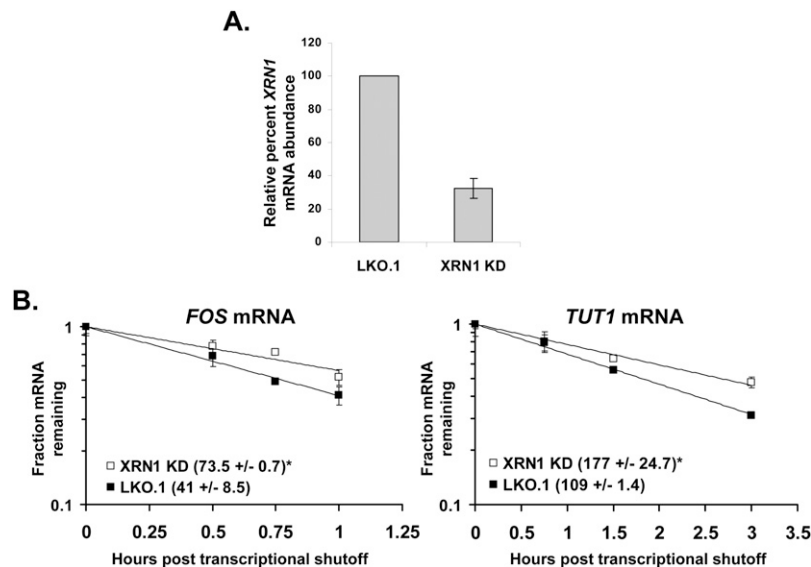 A.
Relative percent XRN1
mRNA abundance
120
100
80
60
40
20
0
LKO.1
XRN1 KD
B.
FOS mRNA
Fraction mRNA
remaining
1
0.1
XRN1 KD (73.5 +/- 0.7)*
LKO.1 (41 +/- 8.5)
0
0.5
0.75
1
1.25
Hours post transcriptional shutoff
TUT1 mRNA
Fraction mRNA
remaining
1
0.1
XRN1 KD (177 +/- 24.7)*
LKO.1 (109 +/- 1.4)
0
0.5
1
1.5
2
2.5
3
3.5
Hours post transcriptional shutoff